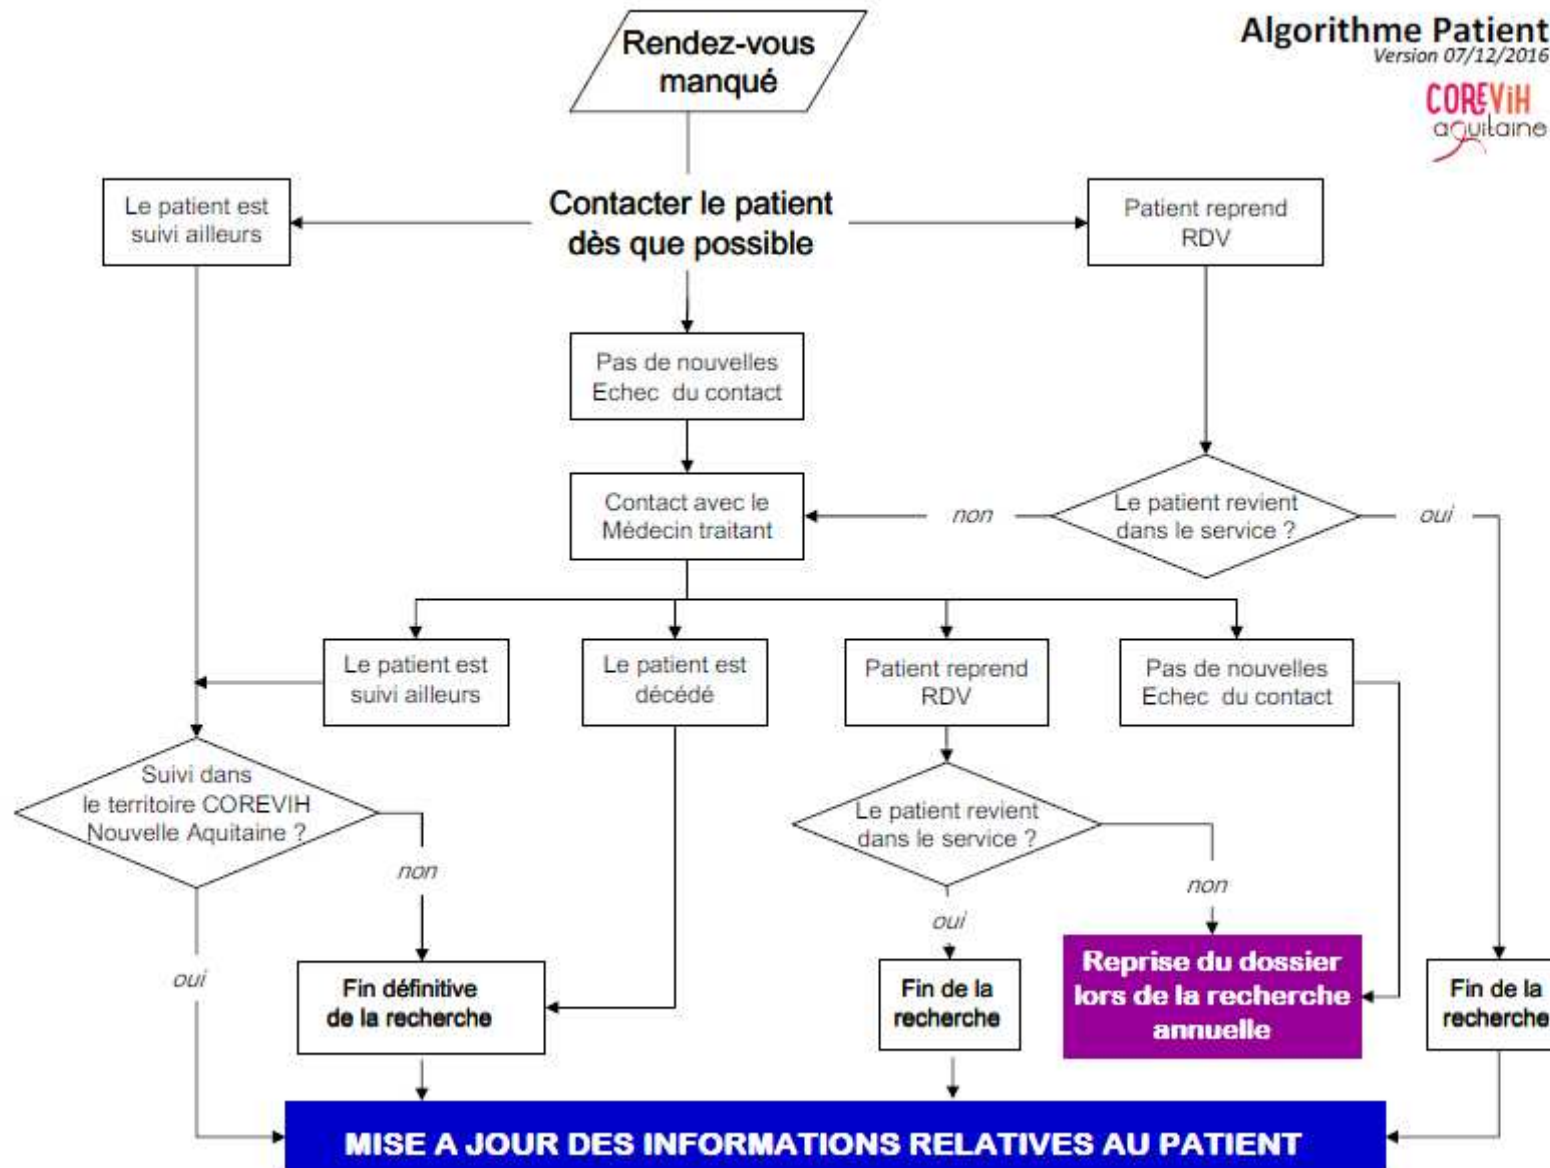 Rendez-vous
manqué
Algorithme Patient
Version 07/12/2016
COREVIH
aquitaine
Le patient est
suivi ailleurs
Contacter le patient
dès que possible
Patient reprend
RDV
Pas de nouvelles
Echec du contact
Contact avec le
Médecin traitant
non
Le patient revient
dans le service ?
oui
Le patient est
suivi ailleurs
Le patient est
décédé
Patient reprend
RDV
Pas de nouvelles
Echec du contact
Suivi dans
le territoire COREVIH
Nouvelle Aquitaine ?
non
Le patient revient
dans le service ?
non
oui
oui
Fin définitive
de la recherche
Fin de la
recherche
Reprise du dossier
lors de la recherche
annuelle
Fin de la
recherche
MISE A JOUR DES INFORMATIONS RELATIVES AU PATIENT